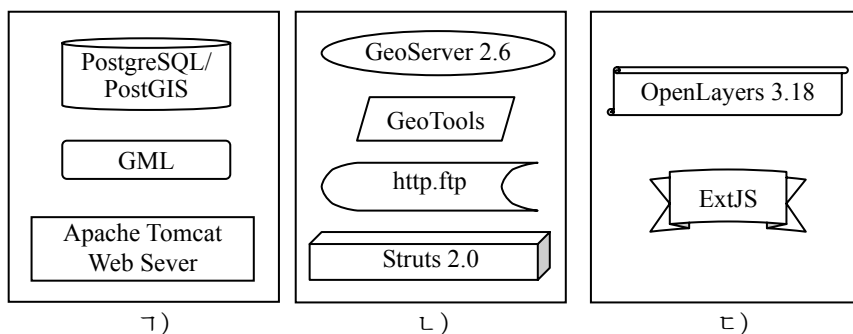 PostgreSQL/
PostGIS
GML
Apache Tomcat
Web Sever
ㄱ)
GeoServer 2.6
GeoTools
http.ftp
Struts 2.0
ㄴ)
OpenLayers 3.18
ExtJS
ㄷ)